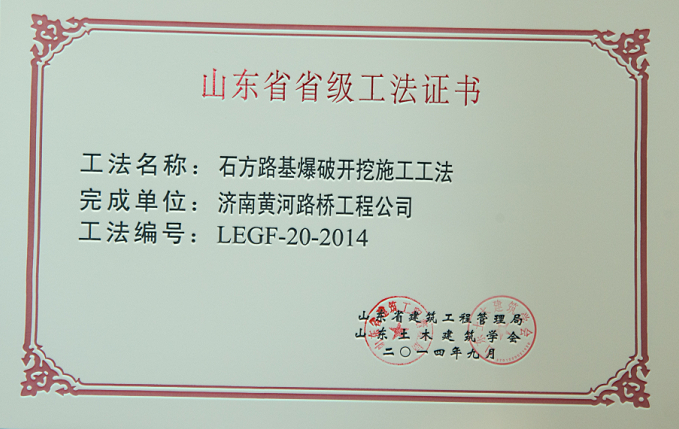 山东省省级工法证书
工法名称：石方路基爆破开挖施工工法
完成单位：济南黄河路桥工程公司
工法编号：LEGF-20-2014
山东省建筑工程管理局
山东土木建筑学会
二〇一四年九月